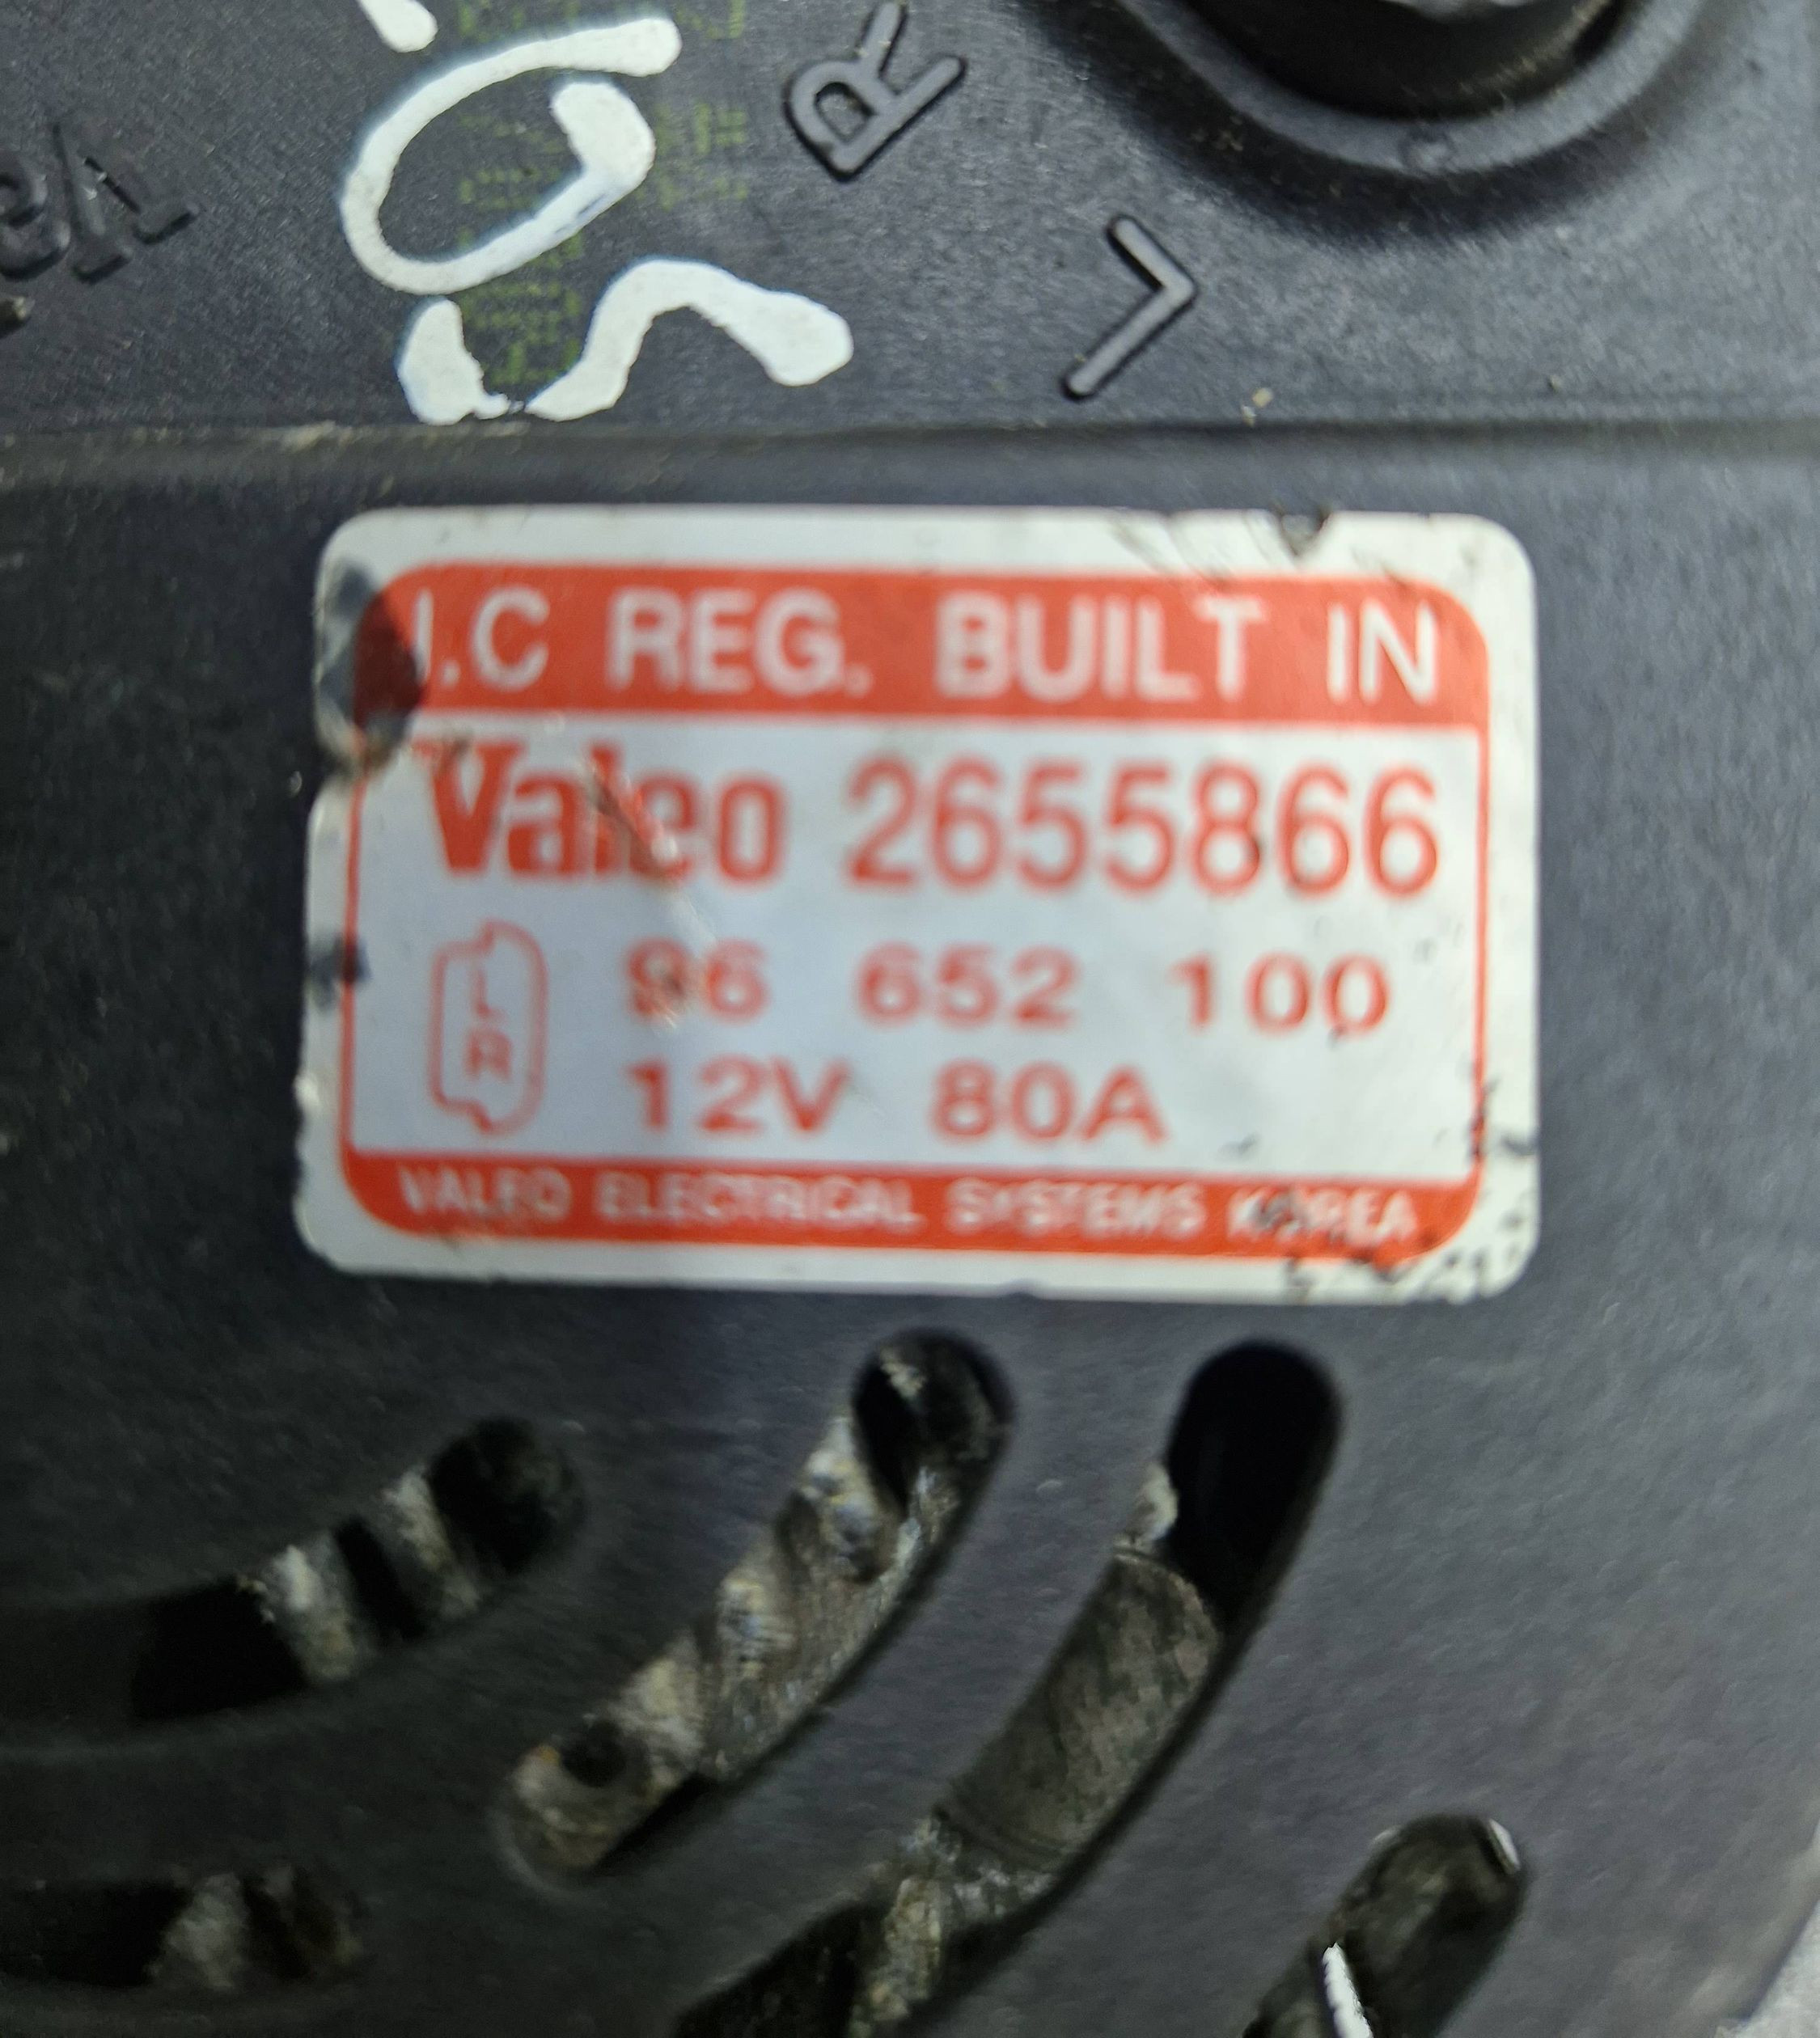 R
L
I.C REG. BUILT IN
Valeo 2655866
L
R
96 652 100
12V 80A
VALEO ELECTRICAL SYSTEMS KOREA